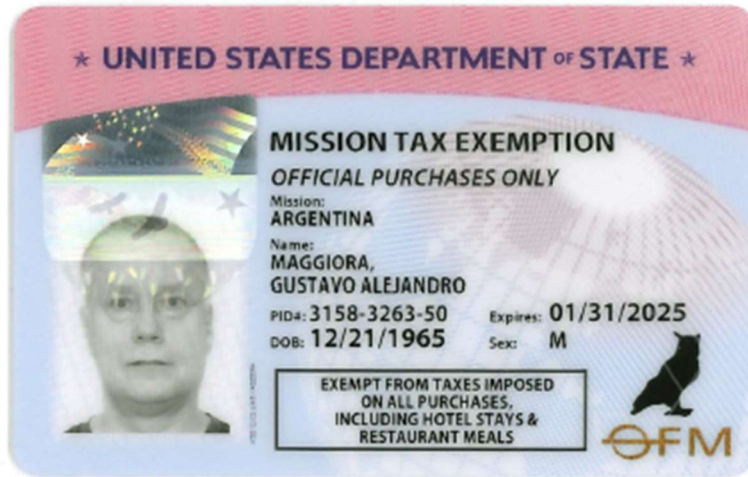 ★ UNITED STATES DEPARTMENT OF STATE ★
MISSION TAX EXEMPTION
OFFICIAL PURCHASES ONLY
Mission:
ARGENTINA
Name:
MAGGIORA,
GUSTAVO ALEJANDRO
PID#: 3158-3263-50 Expires: 01/31/2025
DOB: 12/21/1965 Sex: M
EXEMPT FROM TAXES IMPOSED
ON ALL PURCHASES,
INCLUDING HOTEL STAYS &
RESTAURANT MEALS
OFM